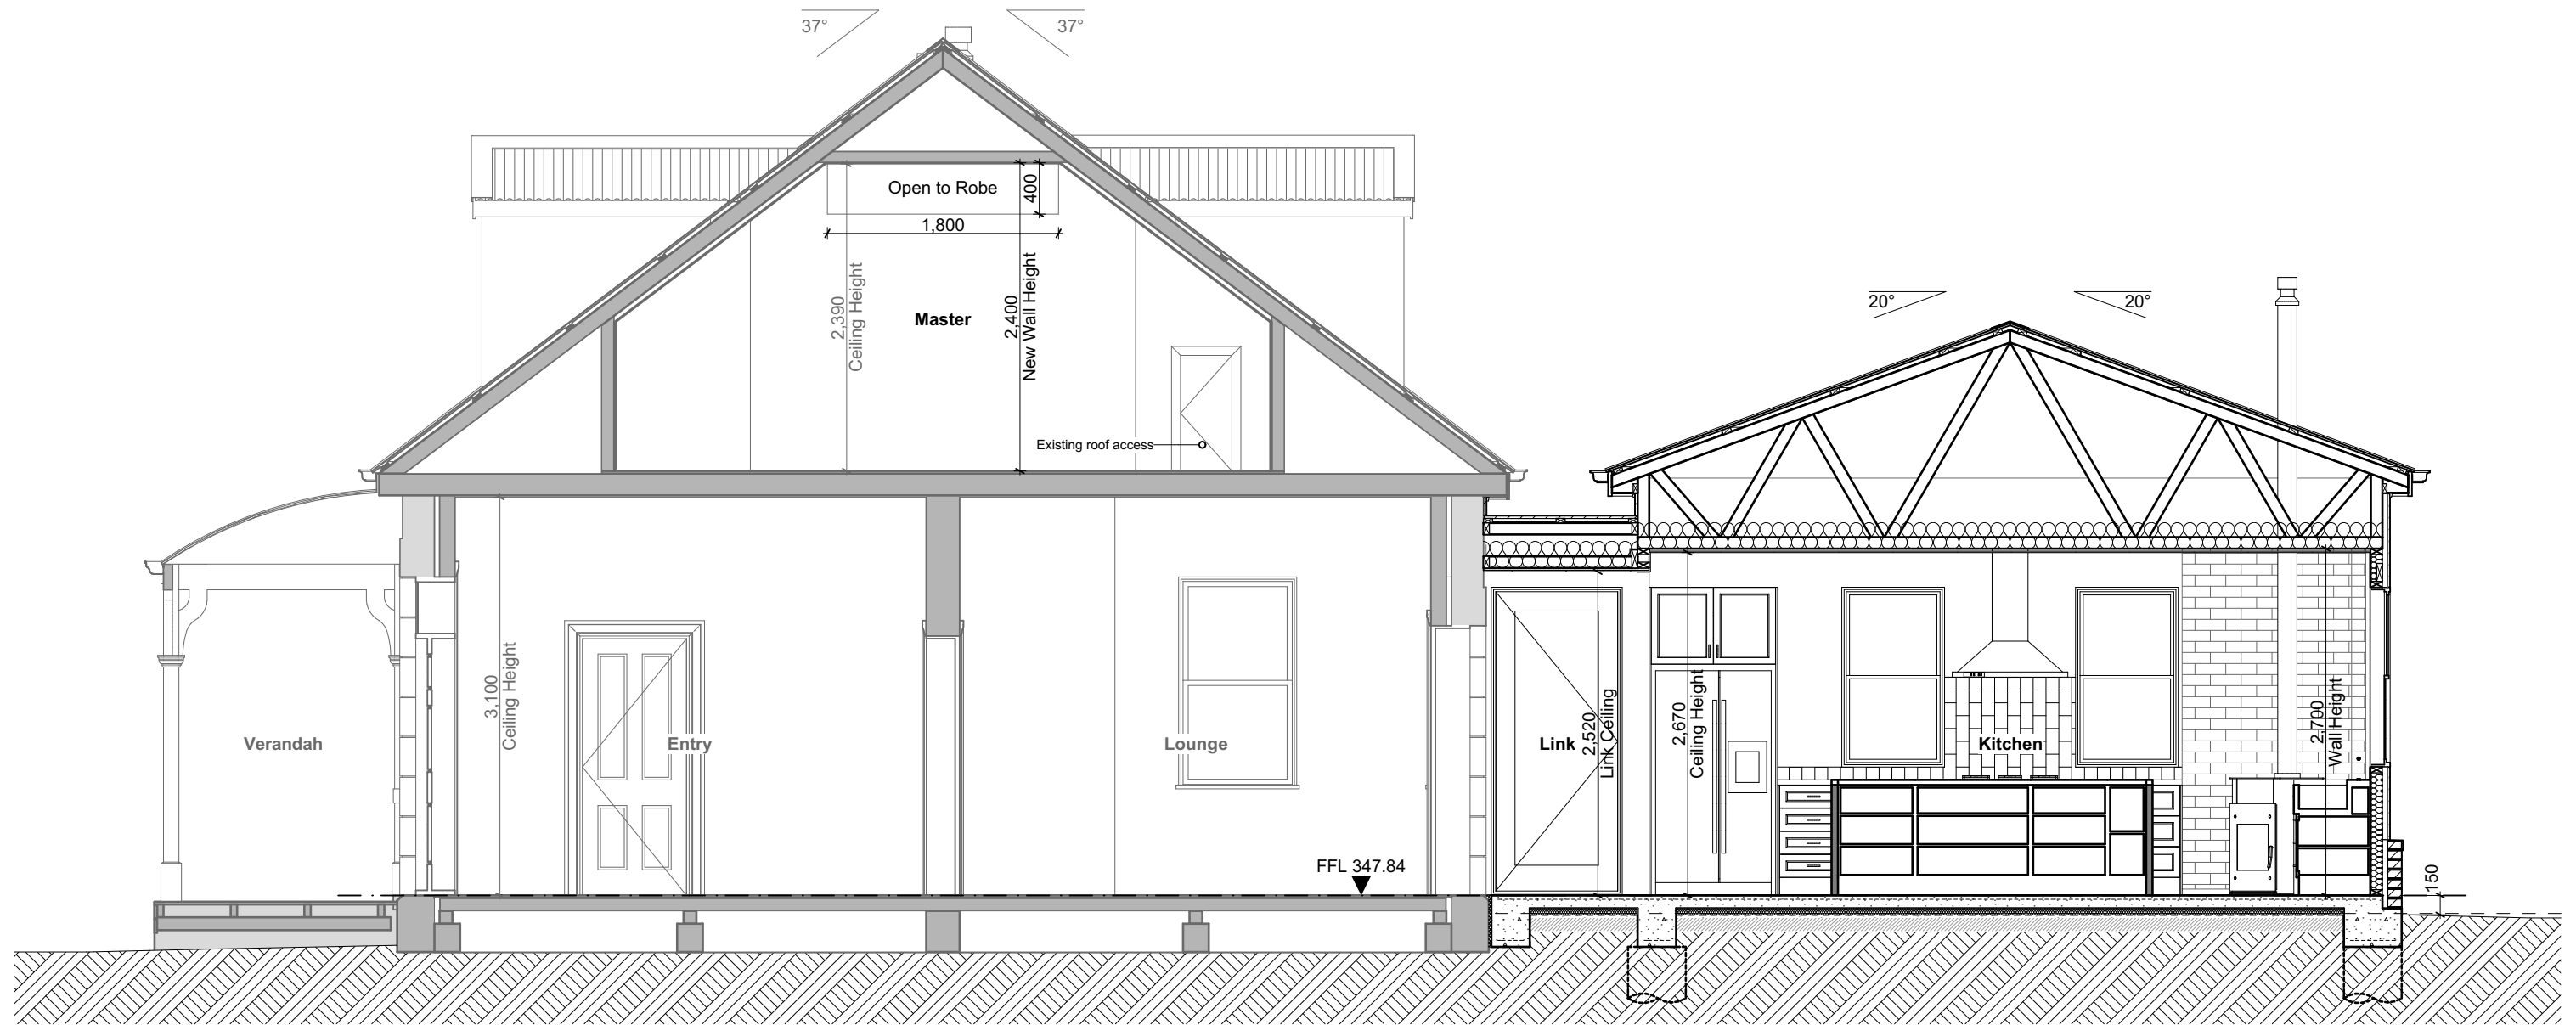 37°
37°
Open to Robe
400
1,800
2,390
Ceiling Height
Master
2,400
New Wall Height
Existing roof access
20°
20°
3,100
Ceiling Height
Verandah
Entry
Lounge
Link
2,520
Link Ceiling
2,670
Ceiling Height
Kitchen
2,700
Wall Height
FFL 347.84
150